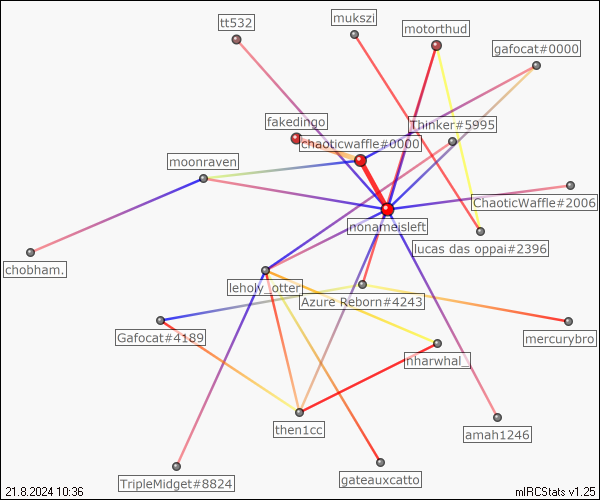 tt532
mukszi
motorthud
gafocat#0000
fakedingo
Thinker#5995
chaoticwaffle#0000
moonraven
ChaoticWaffle#2006
nonameisleft
lucas das oppai#2396
chobham.
leholy_otter
Azure Reborn#4243
Gafocat#4189
mercurybro
nharwhal_
then1cc
amah1246
TripleMidget#8824
gateauxcatto
21.8.2024 10:36
mIRCStats v1.25